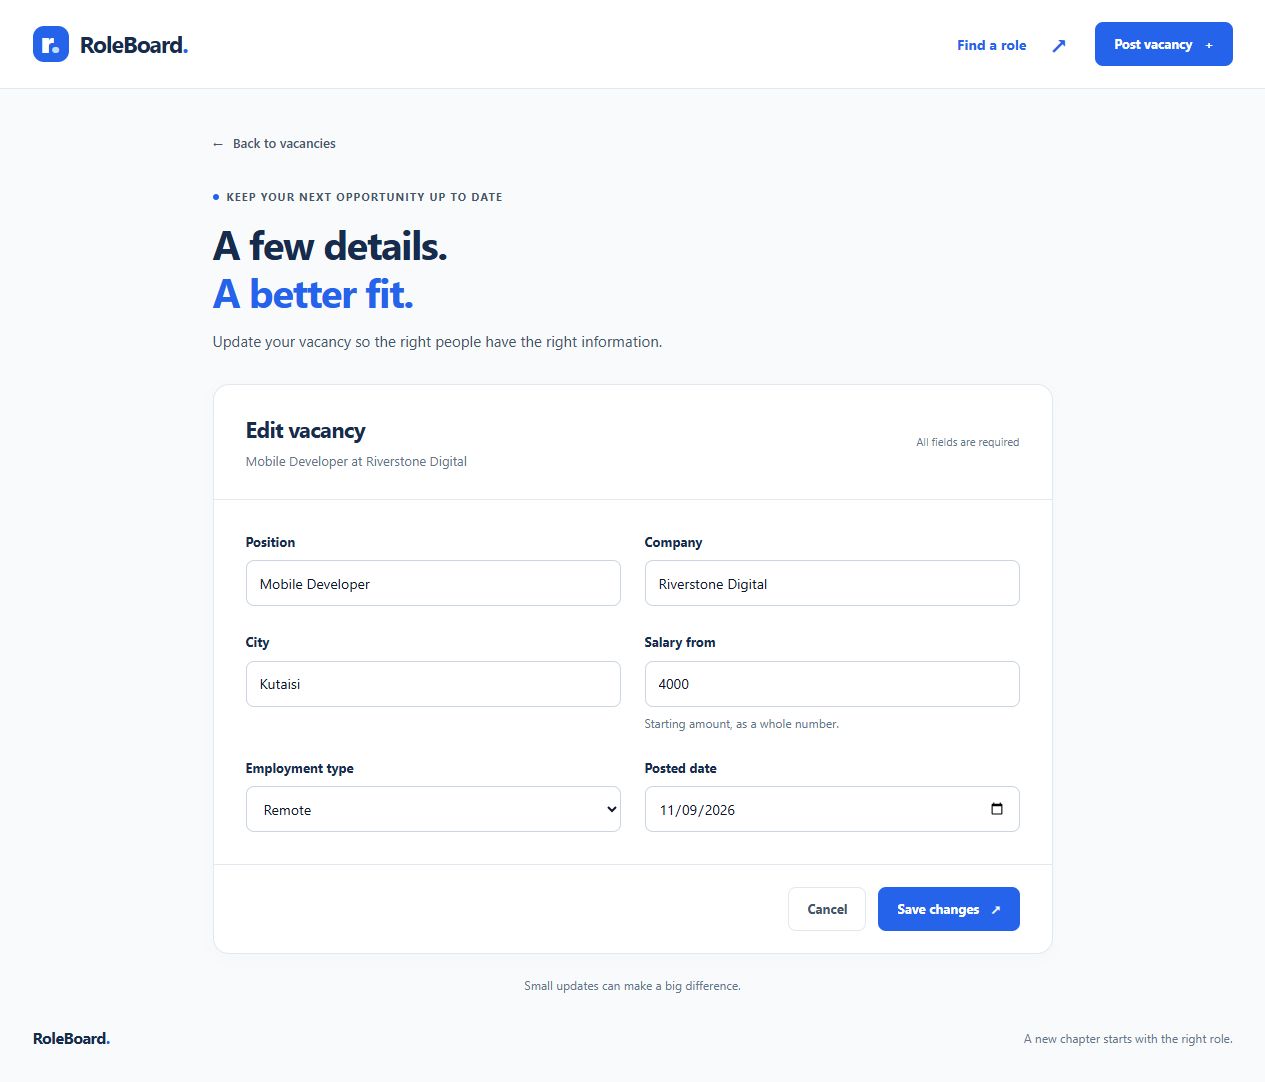 r.
RoleBoard.
Find a role ↗
Post vacancy +
← Back to vacancies
KEEP YOUR NEXT OPPORTUNITY UP TO DATE
A few details.
A better fit.
Update your vacancy so the right people have the right information.
Edit vacancy
Mobile Developer at Riverstone Digital
All fields are required
Position
Company
Mobile Developer
Riverstone Digital
City
Salary from
Kutaisi
4000
Starting amount, as a whole number.
Employment type
Posted date
Remote
11/09/2026
Cancel
Save changes ↗
Small updates can make a big difference.
RoleBoard.
A new chapter starts with the right role.